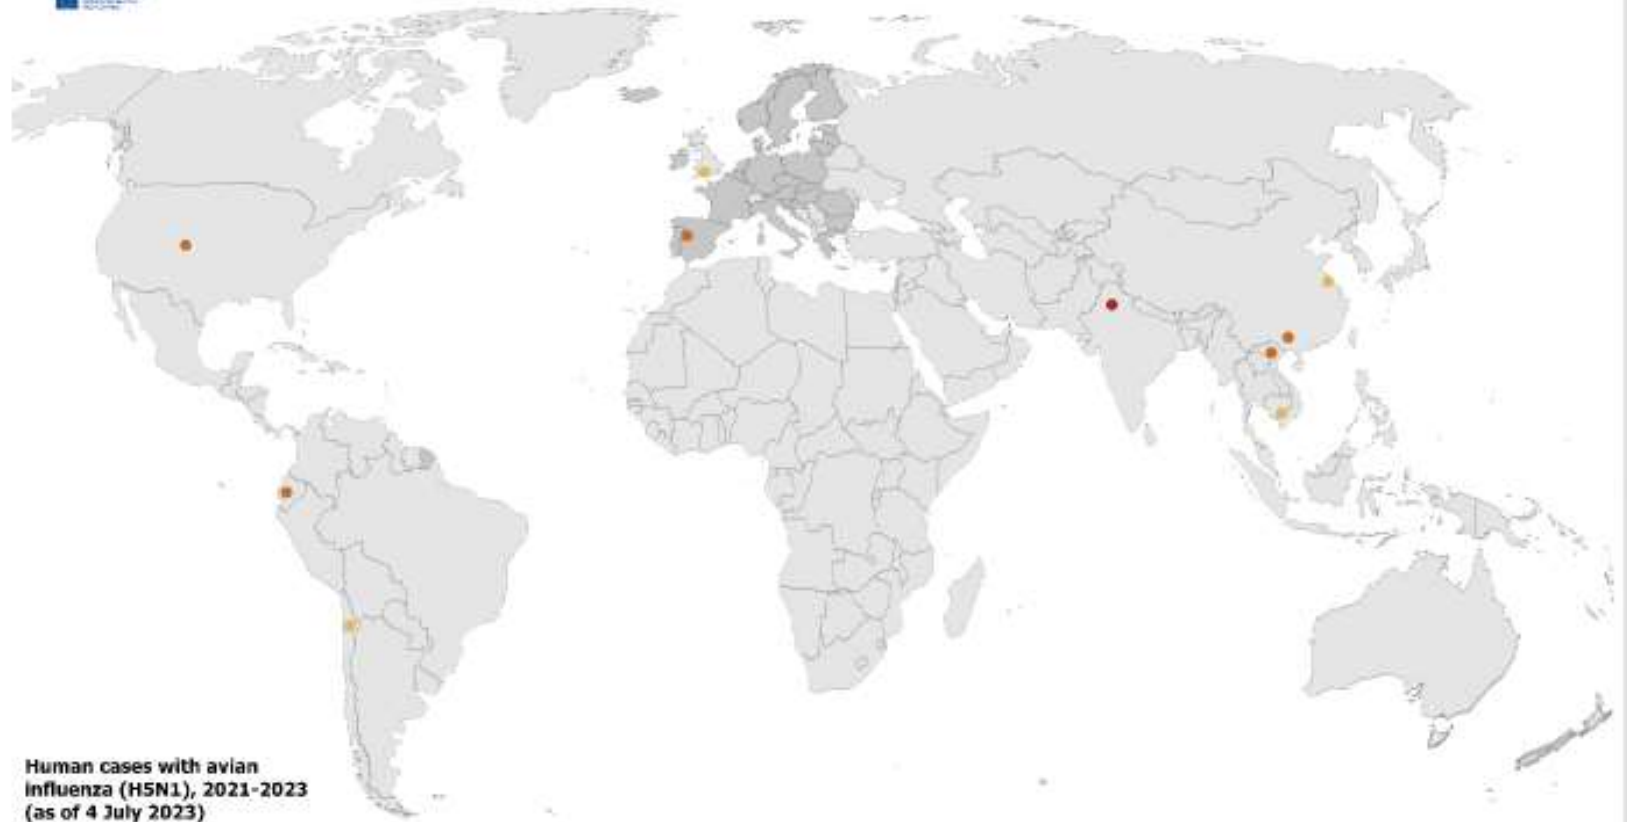 Human cases with avian
influenza (H5N1), 2021-2023
(as of 4 July 2023)